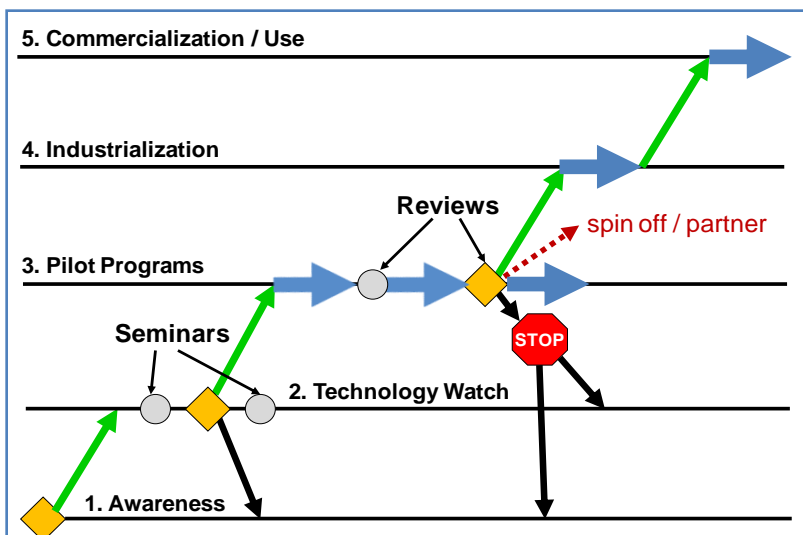 5. Commercialization / Use
4. Industrialization
Reviews
spin off / partner
3. Pilot Programs
Seminars
STOP
2. Technology Watch
1. Awareness